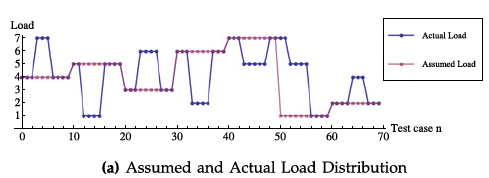 Load
7
6
5
4
3
2
1
0 10 20 30 40 50 60 70
Test case n
Actual Load
Assumed Load
(a) Assumed and Actual Load Distribution